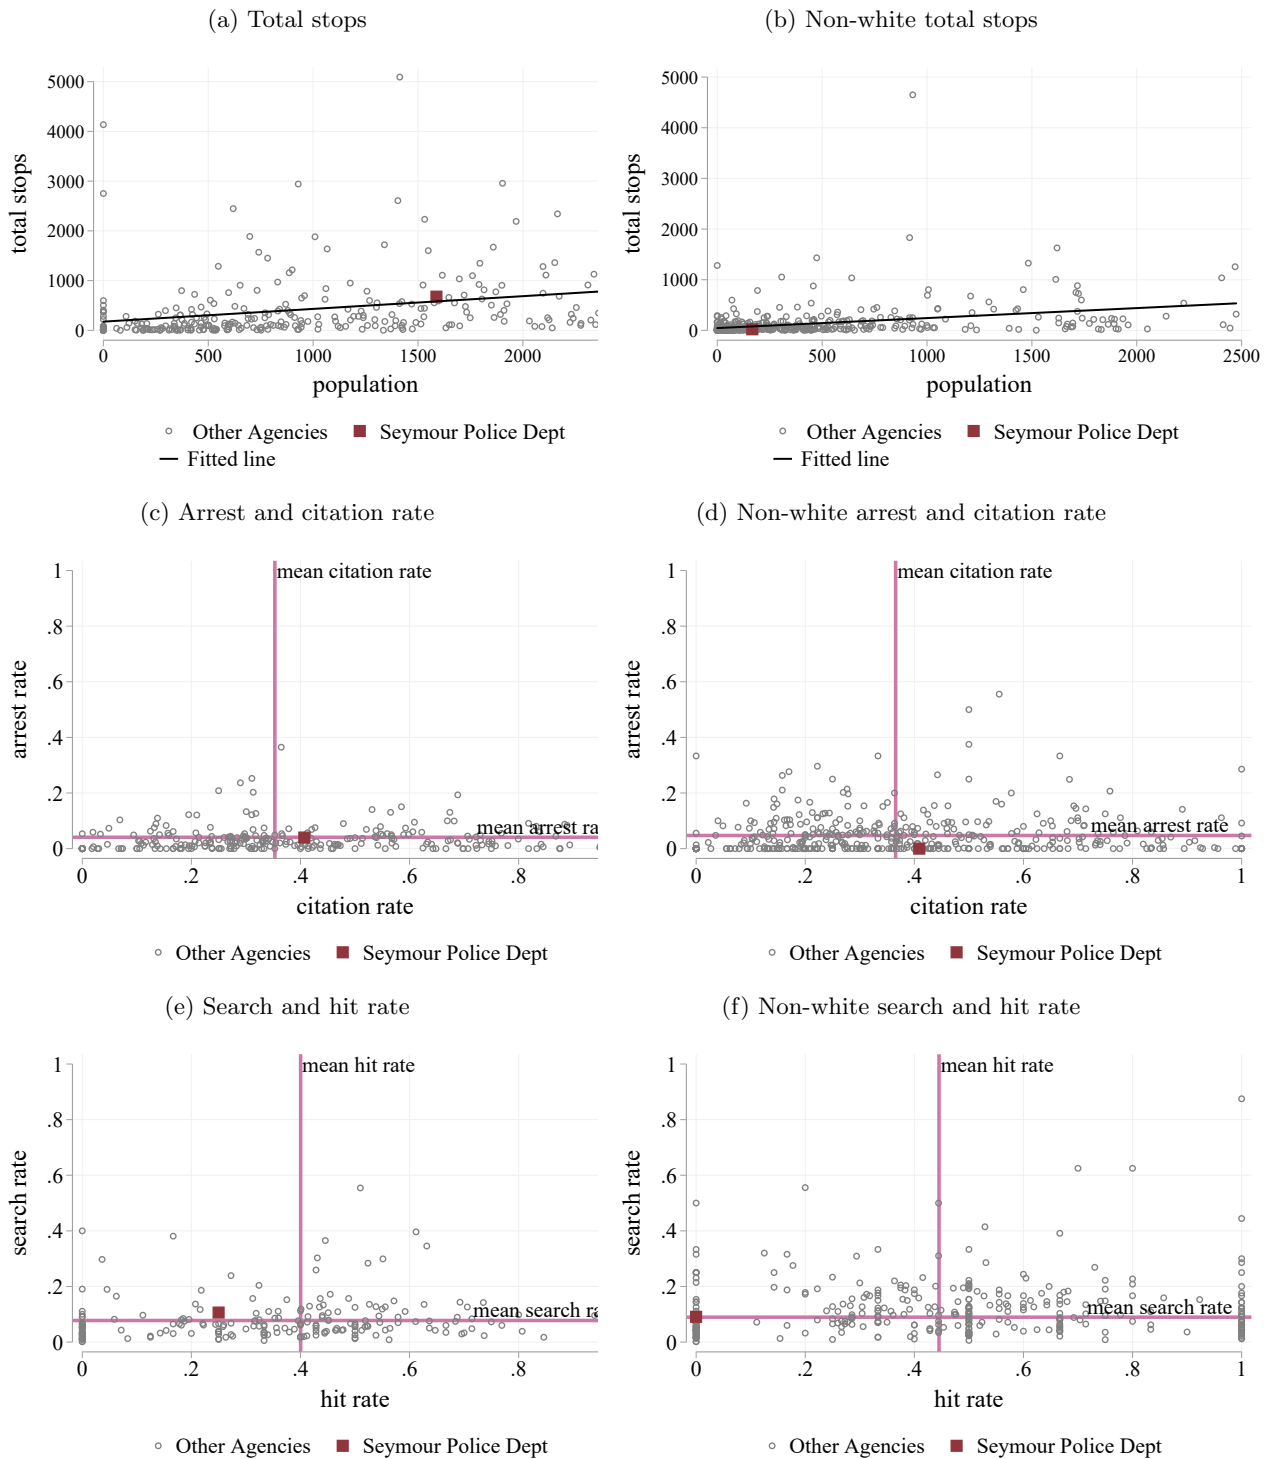 (a) Total stops
(b) Non-white total stops
total stops
5000
4000
3000
2000
1000
0
0 500 1000 1500 2000
population
Other Agencies Seymour Police Dept
Fitted line
total stops
5000
4000
3000
2000
1000
0
0 500 1000 1500 2000 2500
population
Other Agencies Seymour Police Dept
Fitted line
(c) Arrest and citation rate
(d) Non-white arrest and citation rate
arrest rate
1
.8
.6
.4
.2
0
mean citation rate
mean arrest ra
0 .2 .4 .6 .8
citation rate
Other Agencies Seymour Police Dept
arrest rate
1
.8
.6
.4
.2
0
mean citation rate
mean arrest rate
0 .2 .4 .6 .8 1
citation rate
Other Agencies Seymour Police Dept
(e) Search and hit rate
(f) Non-white search and hit rate
search rate
1
.8
.6
.4
.2
0
mean hit rate
mean search ra
0 .2 .4 .6 .8
hit rate
Other Agencies Seymour Police Dept
search rate
1
.8
.6
.4
.2
0
mean hit rate
mean search rate
0 .2 .4 .6 .8 1
hit rate
Other Agencies Seymour Police Dept